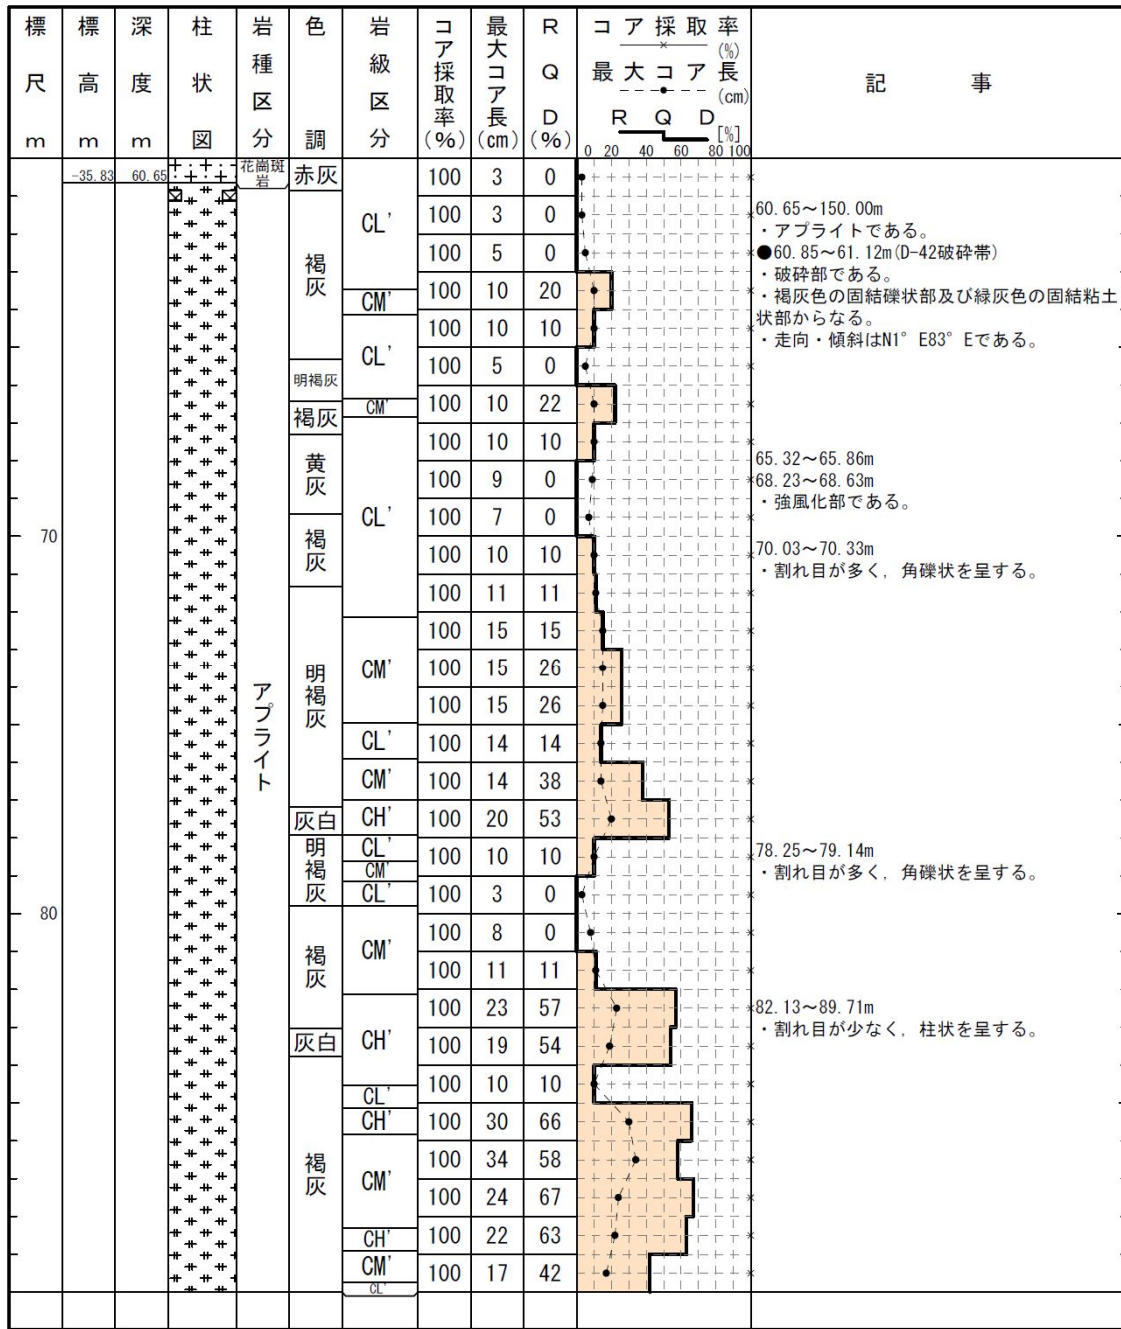 標尺 m
標高 m
深度 m
柱状図
岩種区分
色調
岩級区分
コア採取率(%)
最大コア長(cm)
RQD(%)
コア採取率(%)
最大コア長(cm)
RQD[%]
0 20 40 60 80 100
記事
-35.83 60.65 花崗斑岩 赤灰 100 3 0
100 3 0
CL'
100 5 0
褐灰
100 10 20
CM'
100 10 10
CL'
100 5 0
明褐灰
100 10 22
CM'
褐灰
100 10 10
黄灰
100 9 0
CL'
100 7 0
70
褐灰
100 10 10
100 11 11
100 15 15
CM'
100 15 26
明褐灰
アプライト
100 15 26
CL' 100 14 14
CM' 100 14 38
灰白 CH' 100 20 53
明褐灰
CL'
100 10 10
CM'
CL' 100 3 0
80
100 8 0
褐灰
CM'
100 11 11
100 23 57
灰白 CH' 100 19 54
100 10 10
CL'
CH' 100 30 66
褐灰
100 34 58
CM'
100 24 67
CH' 100 22 63
CM' 100 17 42
CL'
60.65～150.00m
・アプライトである。
●60.85～61.12m(D-42破砕帯)
・破砕部である。
・褐灰色の固結礫状部及び緑灰色の固結粘土
状部からなる。
・走向・傾斜はN1°E83°Eである。
65.32～65.86m
68.23～68.63m
・強風化部である。
70.03～70.33m
・割れ目が多く，角礫状を呈する。
78.25～79.14m
・割れ目が多く，角礫状を呈する。
82.13～89.71m
・割れ目が少なく，柱状を呈する。